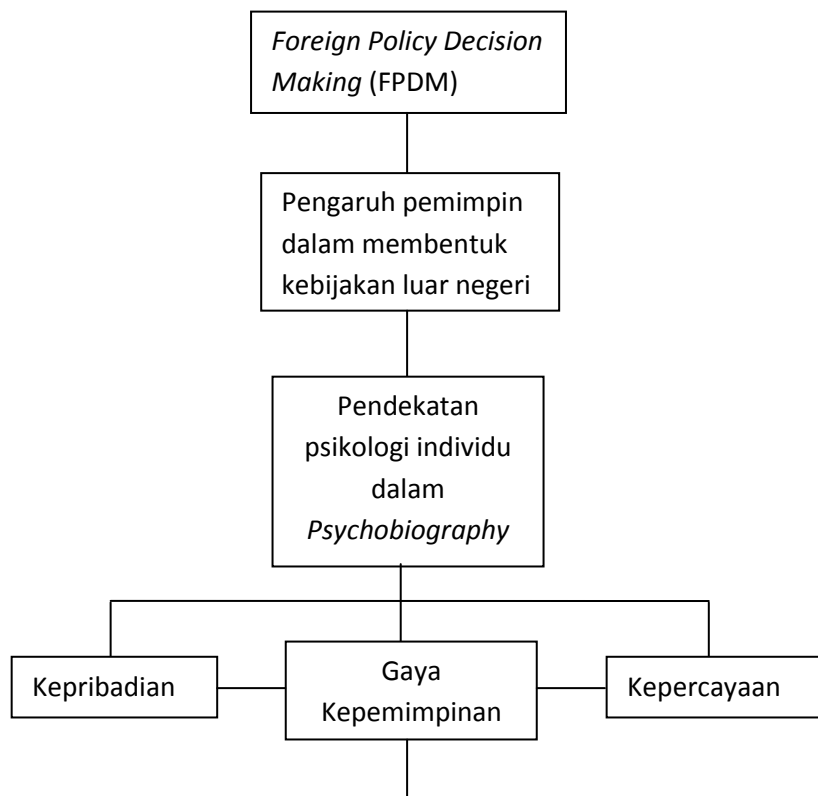 Foreign Policy Decision
Making (FPDM)
Pengaruh pemimpin
dalam membentuk
kebijakan luar negeri
Pendekatan
psikologi individu
dalam
Psychobiography
Kepribadian
Gaya
Kepemimpinan
Kepercayaan